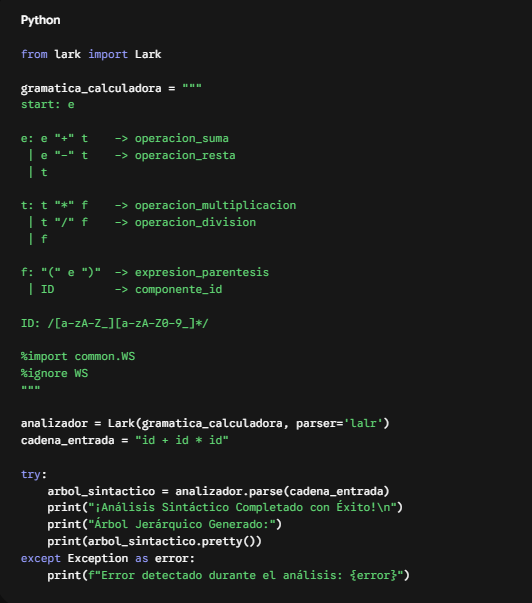 Python
from lark import Lark
gramatica_calculadora = """
start: e
e: e "+" t    -> operacion_suma
 | e "-" t    -> operacion_resta
 | t
t: t "*" f    -> operacion_multiplicacion
 | t "/" f    -> operacion_division
 | f
f: "(" e ")"  -> expresion_parentesis
 | ID         -> componente_id
ID: /[a-zA-Z_][a-zA-Z0-9_]*/
%import common.WS
%ignore WS
"""
analizador = Lark(gramatica_calculadora, parser='lalr')
cadena_entrada = "id + id * id"
try:
    arbol_sintactico = analizador.parse(cadena_entrada)
    print("¡Análisis Sintáctico Completado con Éxito!\n")
    print("Árbol Jerárquico Generado:")
    print(arbol_sintactico.pretty())
except Exception as error:
    print(f"Error detectado durante el análisis: {error}")